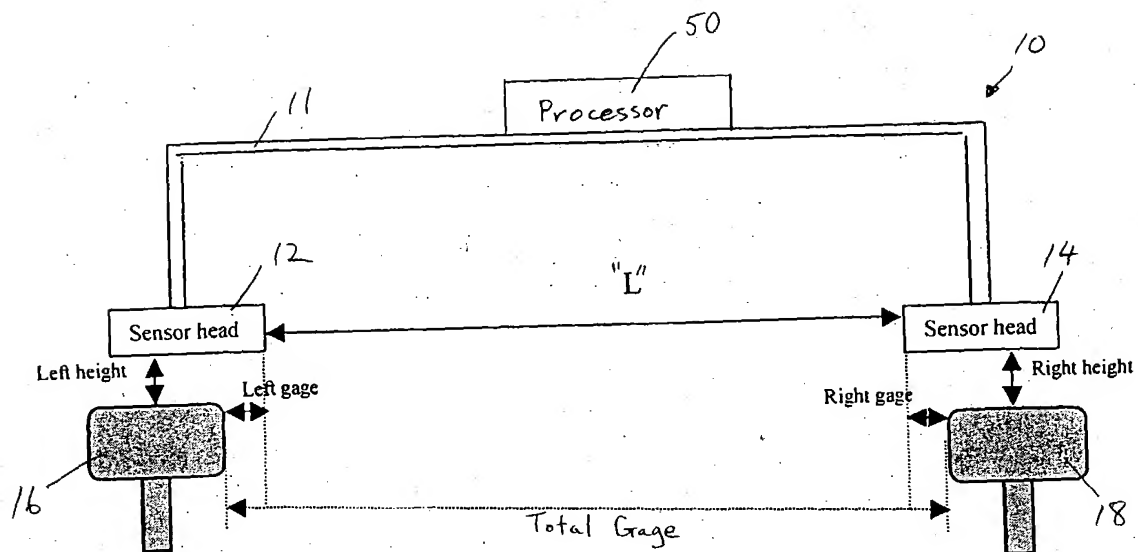 50
10
Processor
11
12
"L"
14
Sensor head
Sensor head
Left height
Right height
Left gage
Right gage
16
18
Total Gage